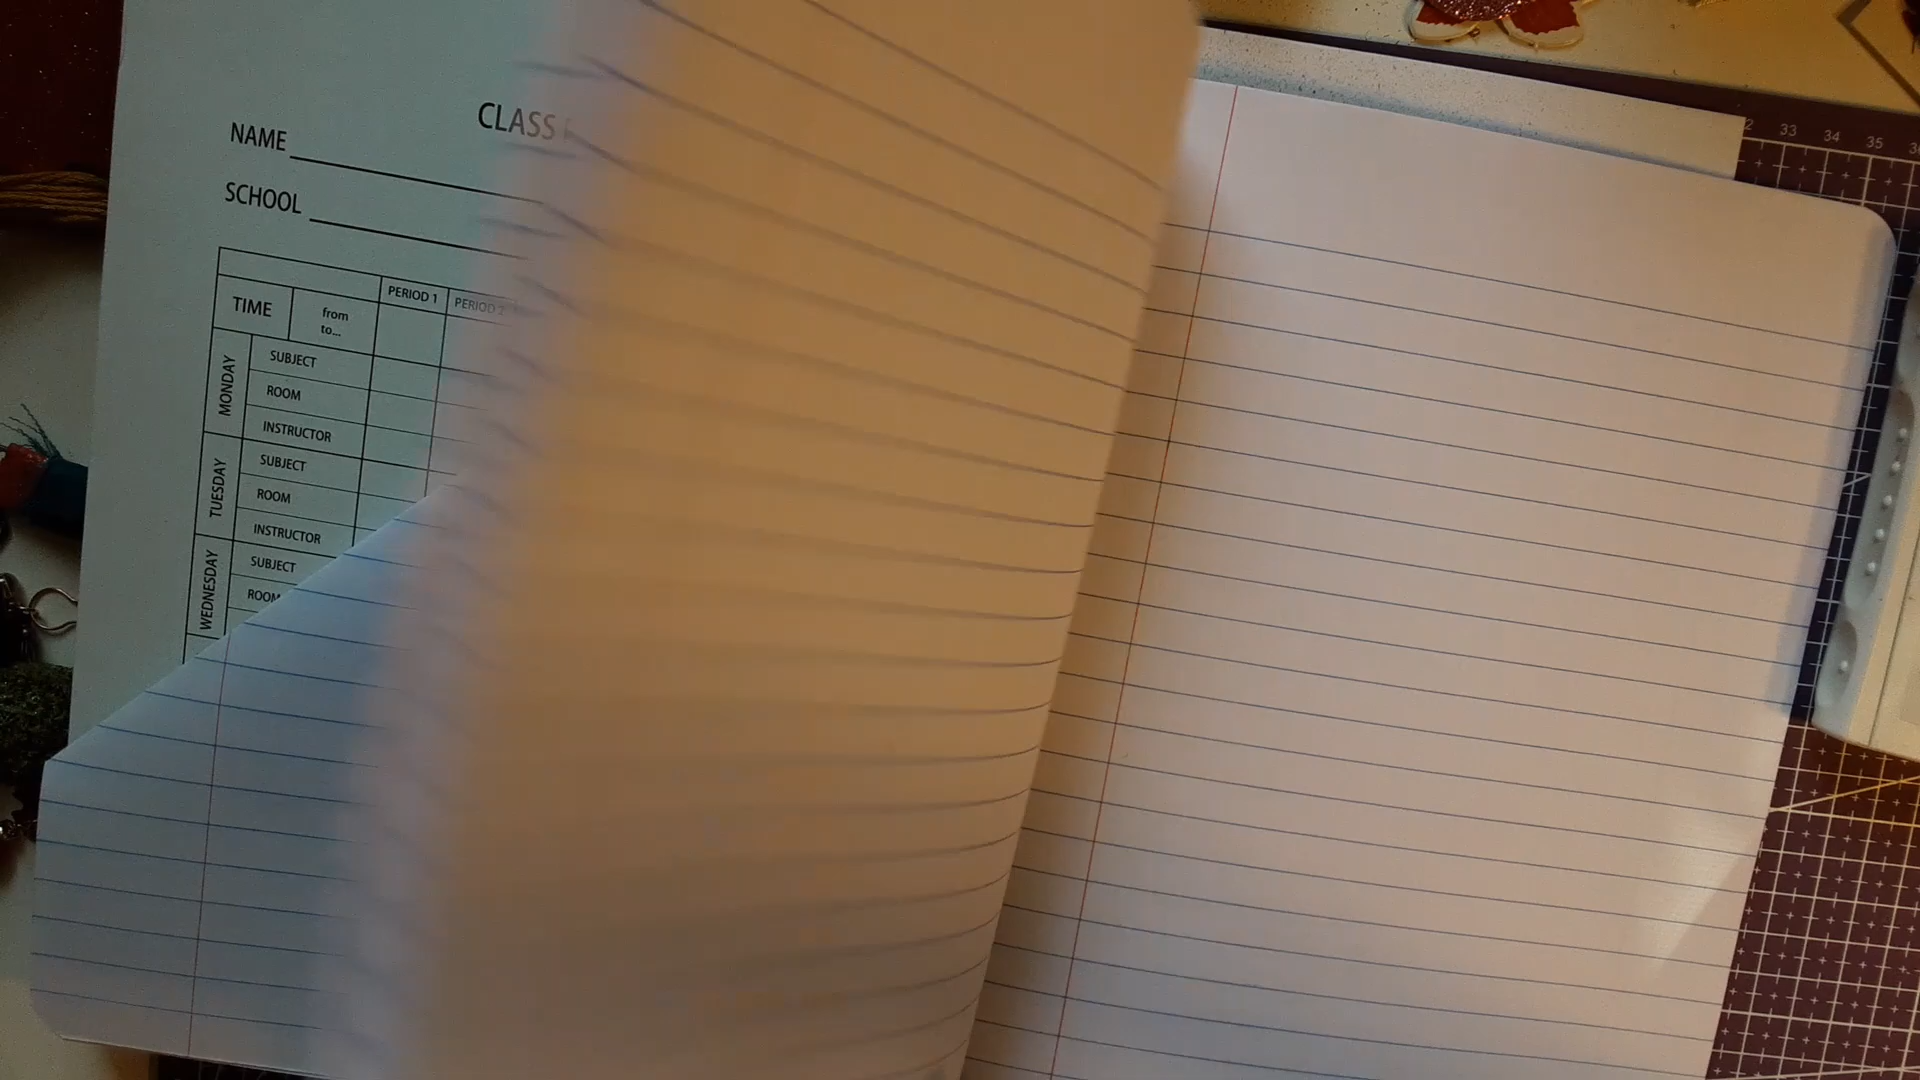 CLASS
NAME
SCHOOL
PERIOD 1 PERIOD 2
TIME from to...
MONDAY
SUBJECT
ROOM
INSTRUCTOR
TUESDAY
SUBJECT
ROOM
INSTRUCTOR
WEDNESDAY
SUBJECT
ROOM
33 34 35